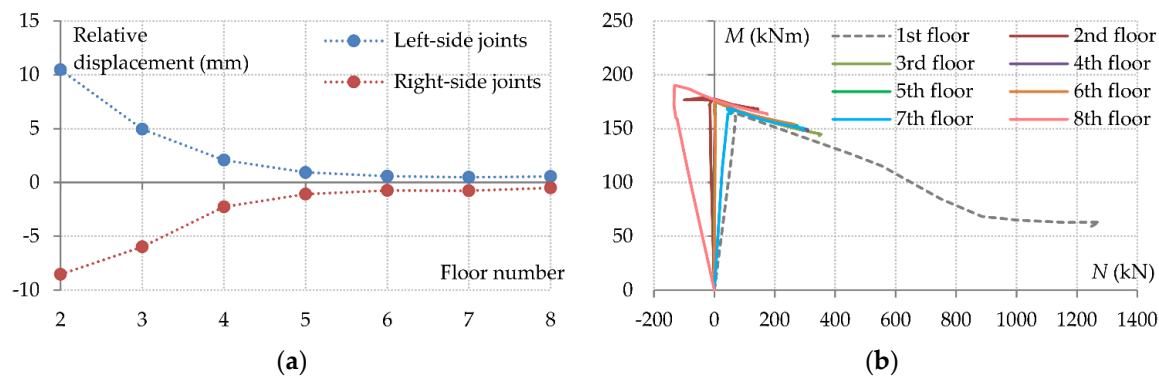 15
10
5
0
-5
-10
Relative
displacement (mm)
Left-side joints
Right-side joints
Floor number
2 3 4 5 6 7 8
(a)
250
200
150
100
50
0
M (kNm)
1st floor 2nd floor
3rd floor 4th floor
5th floor 6th floor
7th floor 8th floor
N (kN)
-200 0 200 400 600 800 1000 1200 1400
(b)